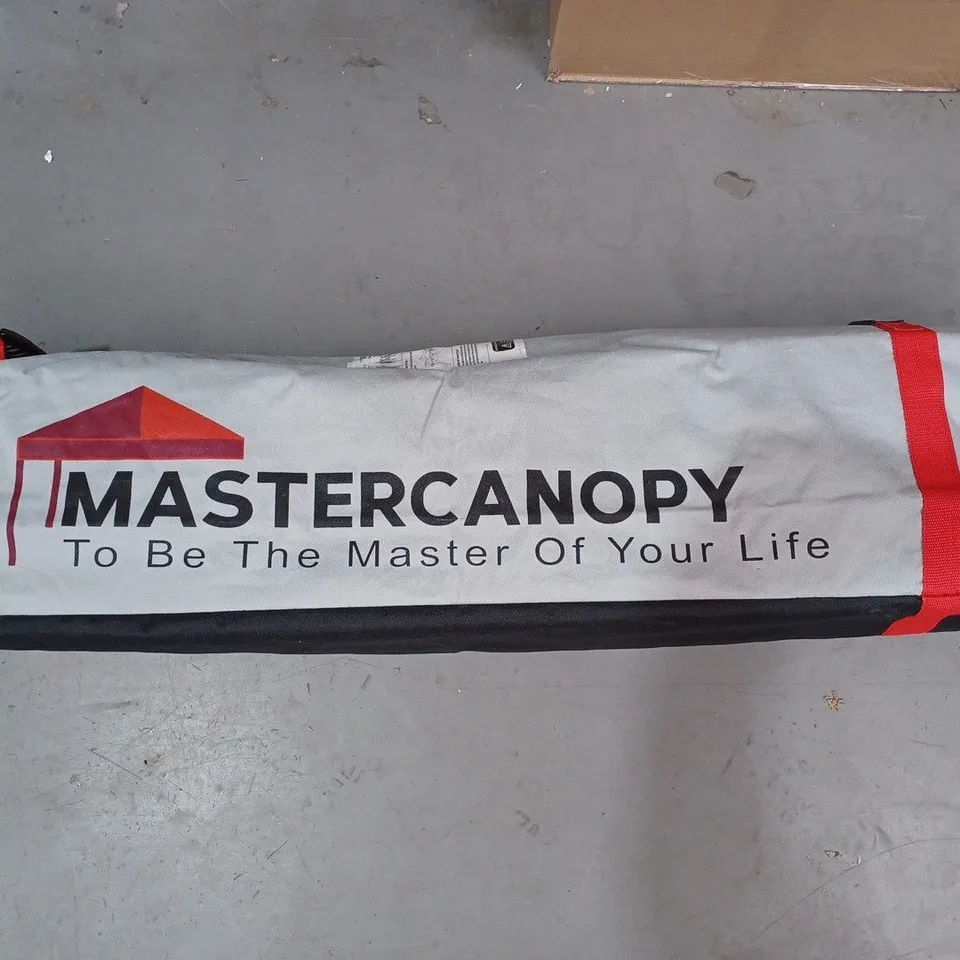 MASTERCANOPY
To Be The Master Of Your Life